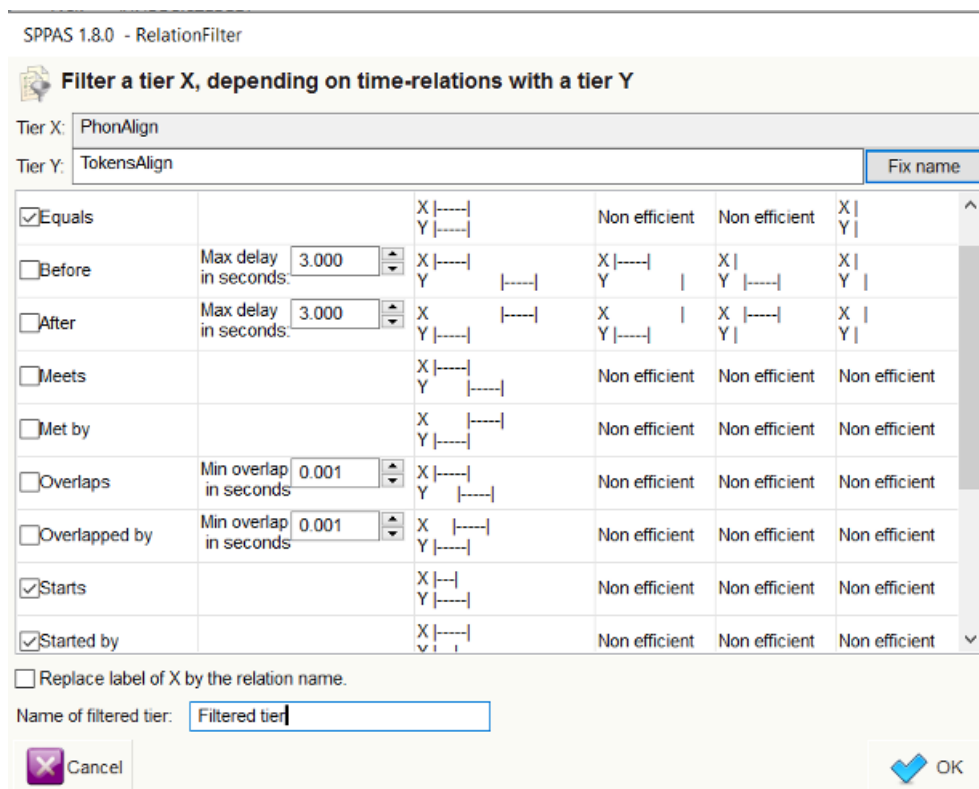 SPPAS 1.8.0 - RelationFilter
Filter a tier X, depending on time-relations with a tier Y
Tier X: PhonAlign
Tier Y: TokensAlign Fix name
Equals X |-----| Non efficient Non efficient X |
Y |-----| Y |
Before Max delay 3.000 X |-----| X |-----| X | X |
in seconds: Y |-----| Y | Y |-----| Y |
After Max delay 3.000 X |-----| X | X |-----| X |
in seconds: Y |-----| Y |-----| Y | Y |
Meets X |-----| Non efficient Non efficient Non efficient
Y |-----|
Met by X |-----| Non efficient Non efficient Non efficient
Y |-----|
Overlaps Min overlap 0.001 X |-----| Non efficient Non efficient Non efficient
in seconds Y |-----|
Overlapped by Min overlap 0.001 X |-----| Non efficient Non efficient Non efficient
in seconds Y |-----|
Starts X |---| Non efficient Non efficient Non efficient
Y |-----|
Started by X |-----| Non efficient Non efficient Non efficient
Replace label of X by the relation name.
Name of filtered tier: Filtered tier
Cancel OK